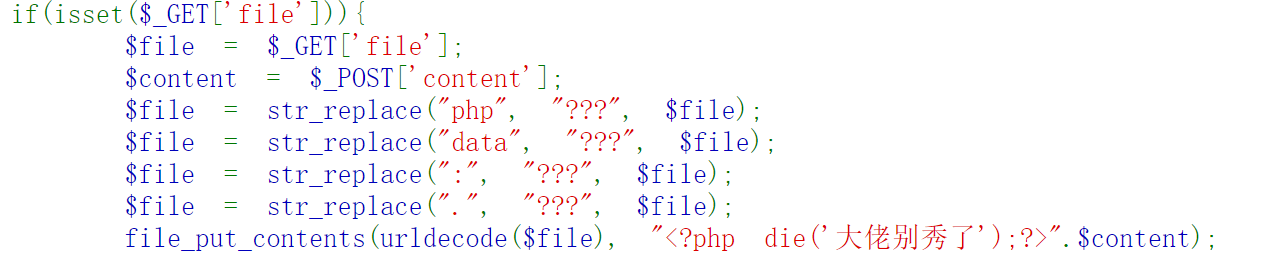 if(isset($_GET['file'])){
$file = $_GET['file'];
$content = $_POST['content'];
$file = str_replace("php", "???", $file);
$file = str_replace("data", "???", $file);
$file = str_replace(":", "???", $file);
$file = str_replace(".", "???", $file);
file_put_contents(urldecode($file), "<?php die('大佬别秀了');?>".$content);